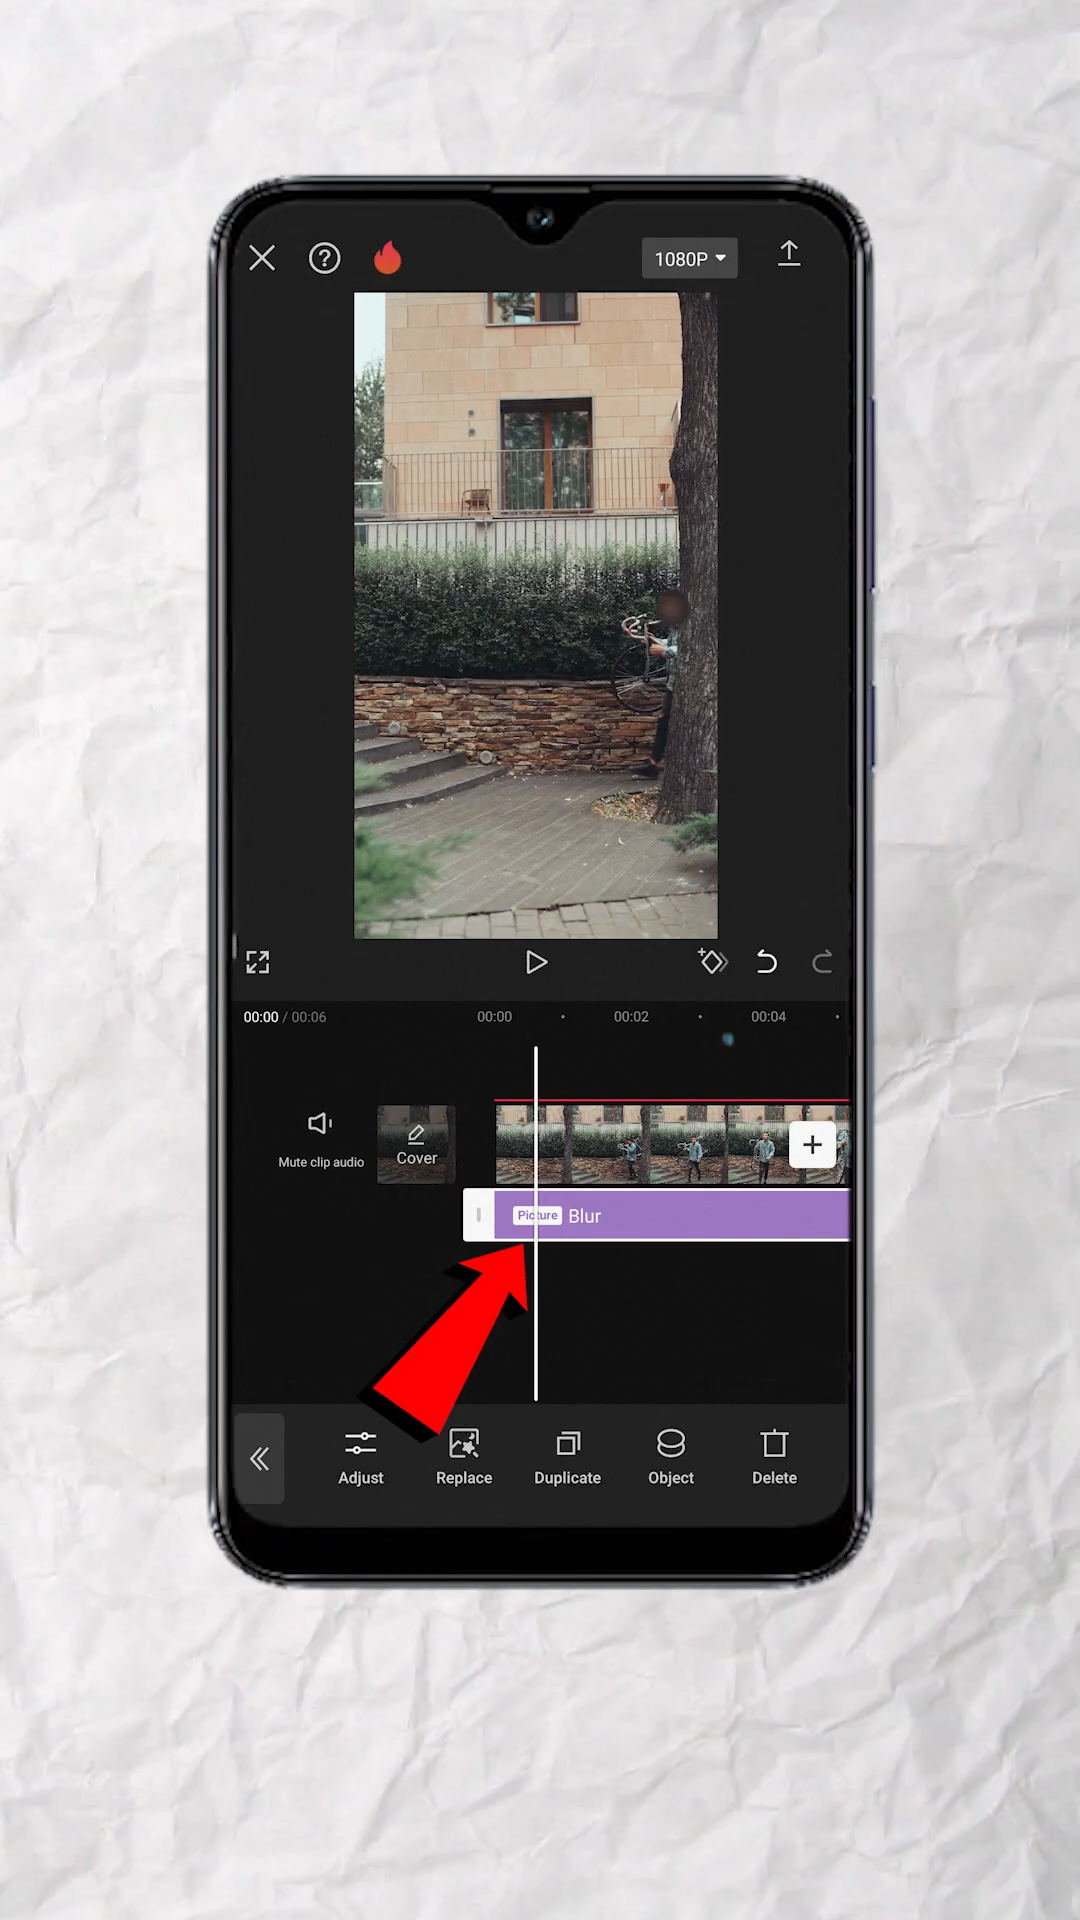 1080P
00:00 / 00:06
00:00
00:02
00:04
Mute clip audio
Cover
Picture Blur
Adjust
Replace
Duplicate
Object
Delete